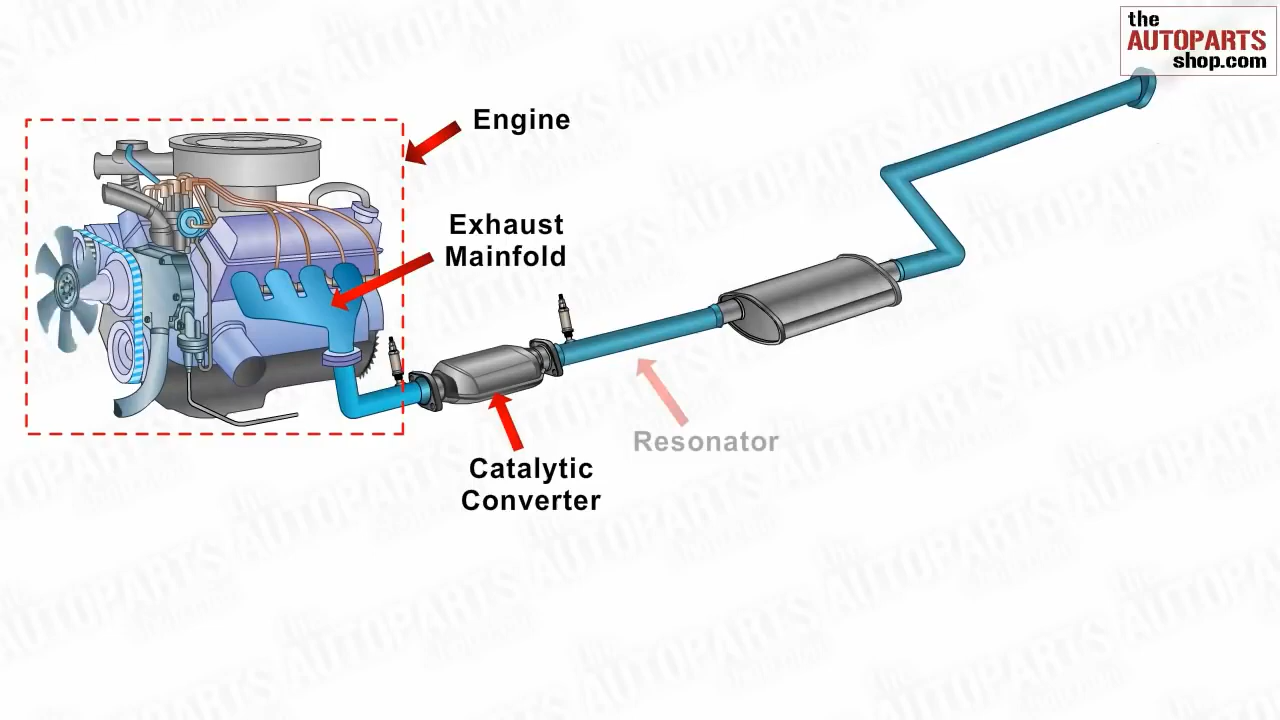 the
AUTOPARTS
shop.com
Engine
Exhaust
Mainfold
Resonator
Catalytic
Converter